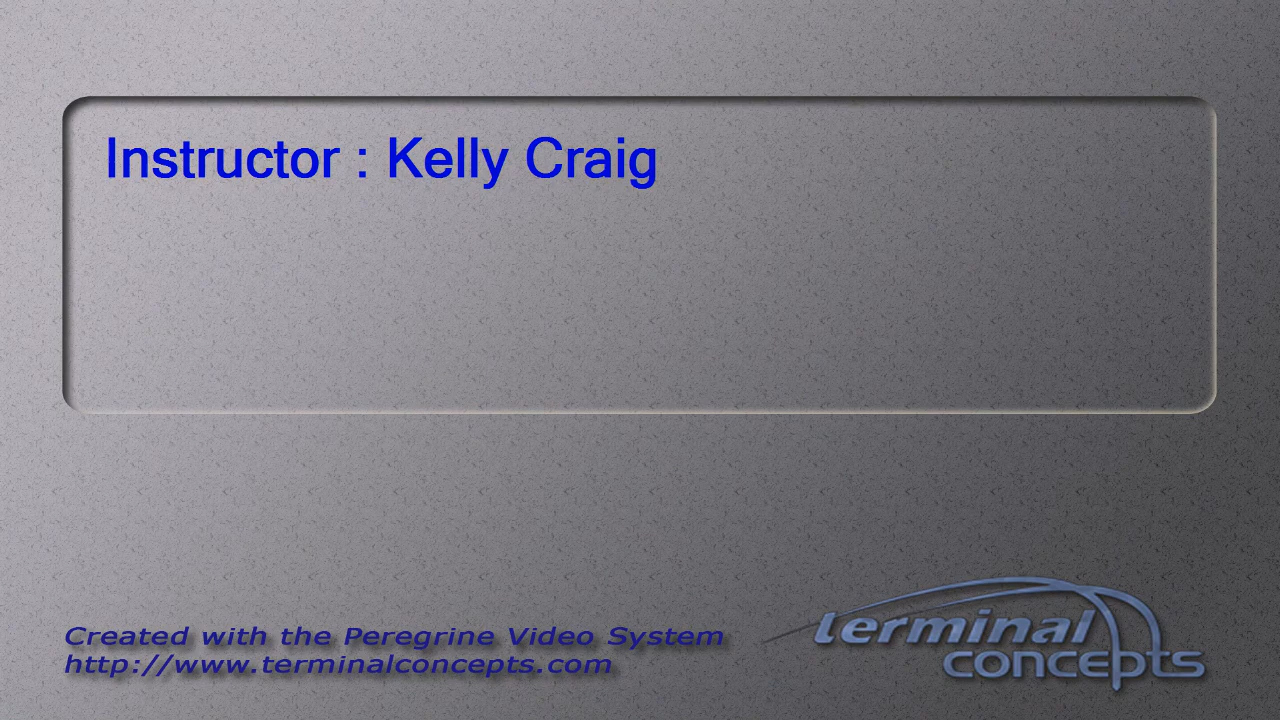 Instructor : Kelly Craig
Created with the Peregrine Video System
http://www.terminalconcepts.com
terminal
concepts